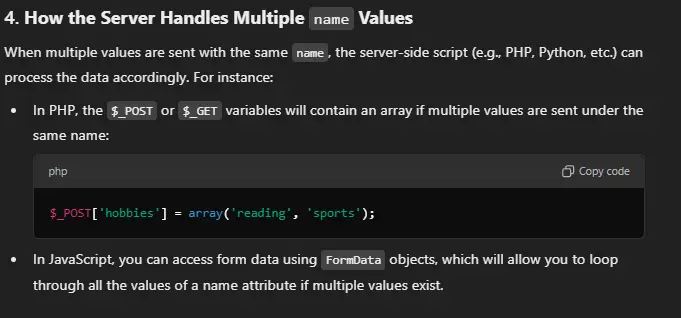 4. How the Server Handles Multiple name Values
When multiple values are sent with the same name, the server-side script (e.g., PHP, Python, etc.) can
process the data accordingly. For instance:
• In PHP, the $_POST or $_GET variables will contain an array if multiple values are sent under the
same name:
php Copy code
$_POST['hobbies'] = array('reading', 'sports');
• In JavaScript, you can access form data using FormData objects, which will allow you to loop
through all the values of a name attribute if multiple values exist.